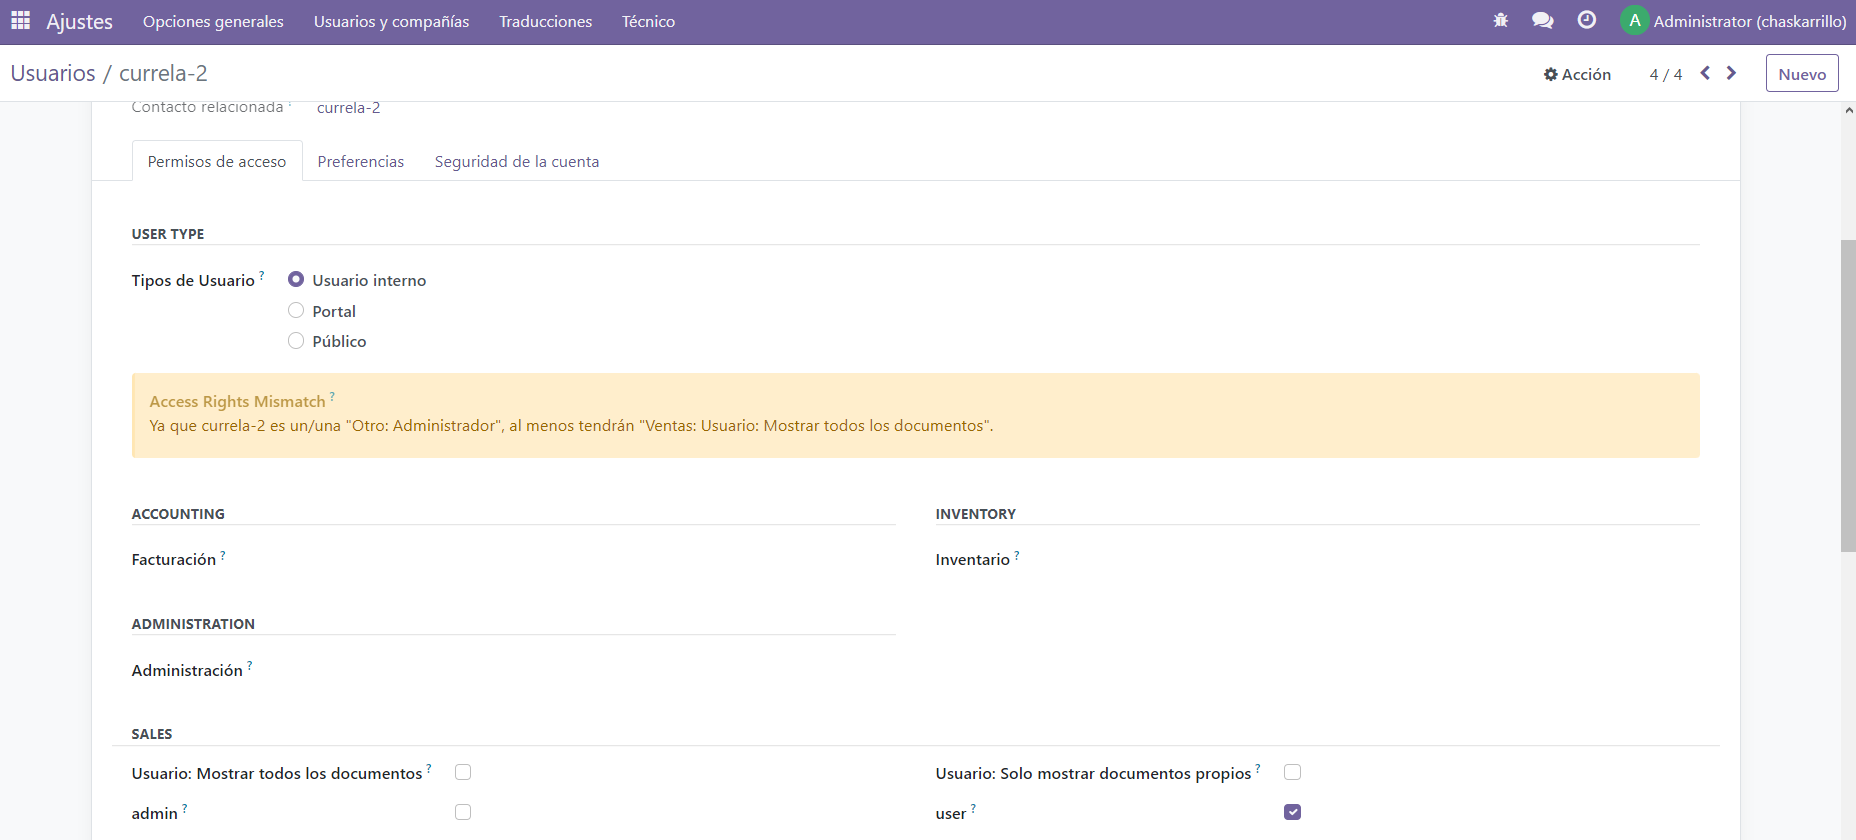 Ajustes Opciones generales Usuarios y compañías Traducciones Técnico A Administrator (chaskarrillo)
Usuarios / currela-2 Acción 4 / 4 Nuevo
Contacto relacionada ? currela-2
Permisos de acceso Preferencias Seguridad de la cuenta
USER TYPE
Tipos de Usuario ? Usuario interno
Portal
Público
Access Rights Mismatch ?
Ya que currela-2 es un/una "Otro: Administrador", al menos tendrán "Ventas: Usuario: Mostrar todos los documentos".
ACCOUNTING INVENTORY
Facturación ? Inventario ?
ADMINISTRATION
Administración ?
SALES
Usuario: Mostrar todos los documentos ? Usuario: Solo mostrar documentos propios ?
admin ? user ?